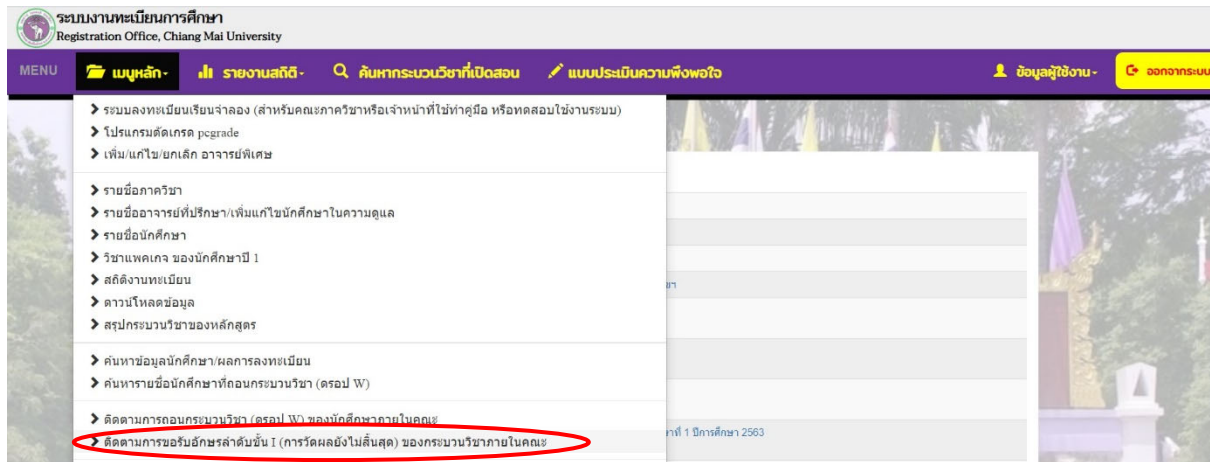 ระบบงานทะเบียนการศึกษา
Registration Office, Chiang Mai University
MENU เมนูหลัก รายงานสถิติ ค้นหากระบวนวิชาที่เปิดสอน แบบประเมินความพึงพอใจ ข้อมูลผู้ใช้งาน ออกจากระบบ
ระบบลงทะเบียนเรียนจำลอง (สำหรับคณะภาควิชาหรือเจ้าหน้าที่ใช้ทำคู่มือ หรือทดสอบใช้งานระบบ)
โปรแกรมตัดเกรด pcgrade
เพิ่ม/แก้ไข/ยกเลิก อาจารย์พิเศษ
รายชื่อภาควิชา
รายชื่ออาจารย์ที่ปรึกษา/เพิ่มแก้ไขนักศึกษาในความดูแล
รายชื่อนักศึกษา
วิชาแพคเกจ ของนักศึกษาปี 1
สถิติงานทะเบียน
ดาวน์โหลดข้อมูล
สรุปกระบวนวิชาของหลักสูตร
ค้นหาข้อมูลนักศึกษา/ผลการลงทะเบียน
ค้นหารายชื่อนักศึกษาที่ถอนกระบวนวิชา (ดรอป W)
ติดตามการถอนกระบวนวิชา (ดรอป W) ของนักศึกษาภายในคณะ
ติดตามการขอรับอักษรลำดับขั้น I (การวัดผลยังไม่สิ้นสุด) ของกระบวนวิชาภายในคณะ
าที่ 1 ปีการศึกษา 2563